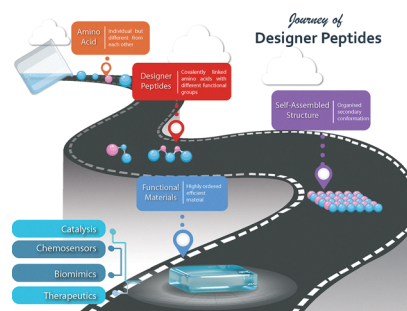 Journey of
Designer Peptides
Amino
Acid
Individual but
different from
each-other
Designer
Peptides
Covalently linked
amino acids with
different functional
groups
Self-Assembled
Structure
Organised
secondary
conformation
Functional
Materials
Highly ordered
efficient
material
Catalysis
Chemosensors
Biomimics
Therapeutics